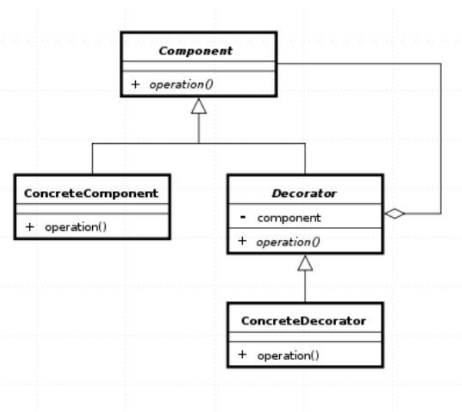 Component
+ operation()
ConcreteComponent
+ operation()
Decorator
- component
+ operation()
ConcreteDecorator
+ operation()